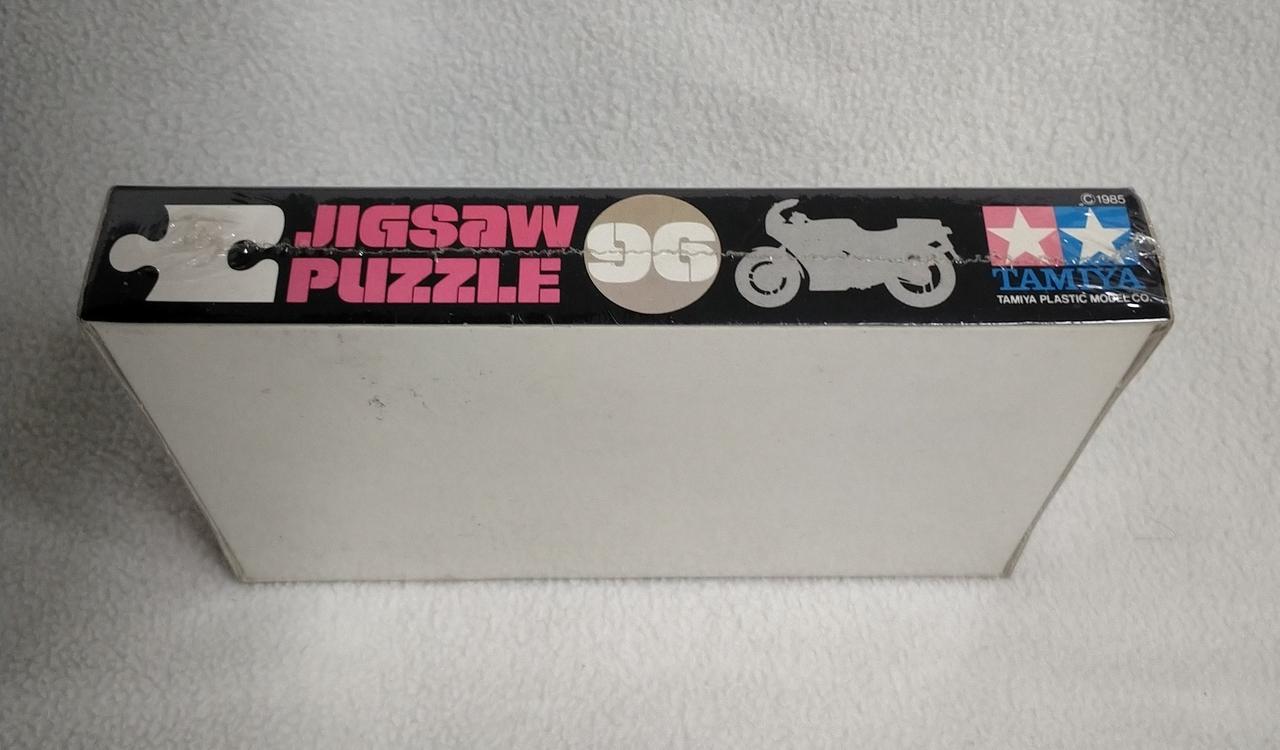 JIGSaW
PUZZLE
96
©1985
TAMIYA
TAMIYA PLASTIC MODEL CO.